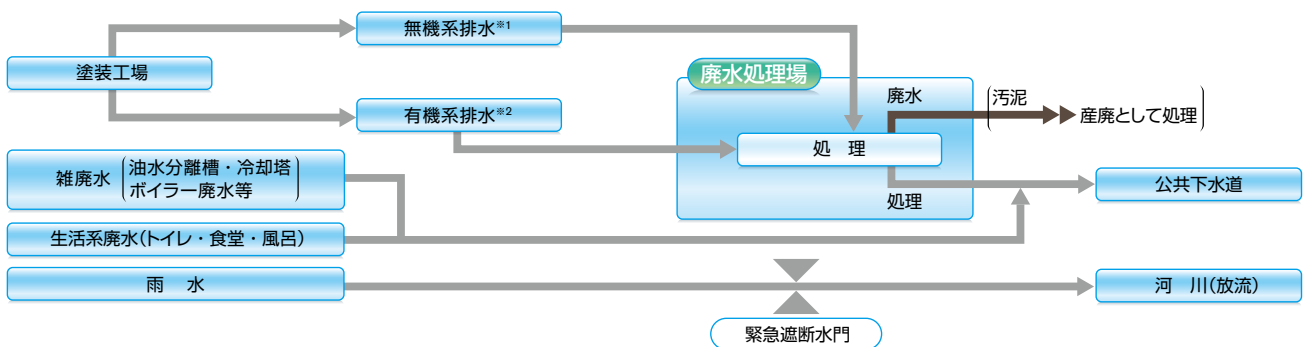 無機系排水※1
塗装工場
廃水処理場
有機系排水※2
廃水
(汚泥)
産廃として処理
処 理
雑廃水(油水分離槽・冷却塔
ボイラー廃水等)
公共下水道
処理
生活系廃水(トイレ・食堂・風呂)
雨 水
河 川(放流)
緊急遮断水門